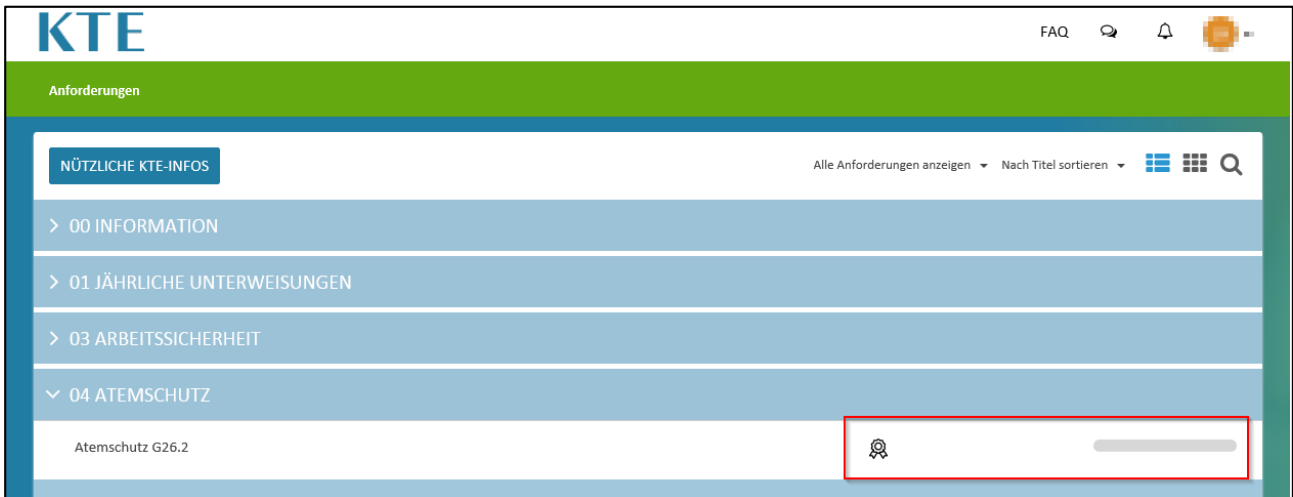 KTE
FAQ
Anforderungen
NÜTZLICHE KTE-INFOS
Alle Anforderungen anzeigen
Nach Titel sortieren
00 INFORMATION
01 JÄHRLICHE UNTERWEISUNGEN
03 ARBEITSSICHERHEIT
04 ATEMSCHUTZ
Atemschutz G26.2